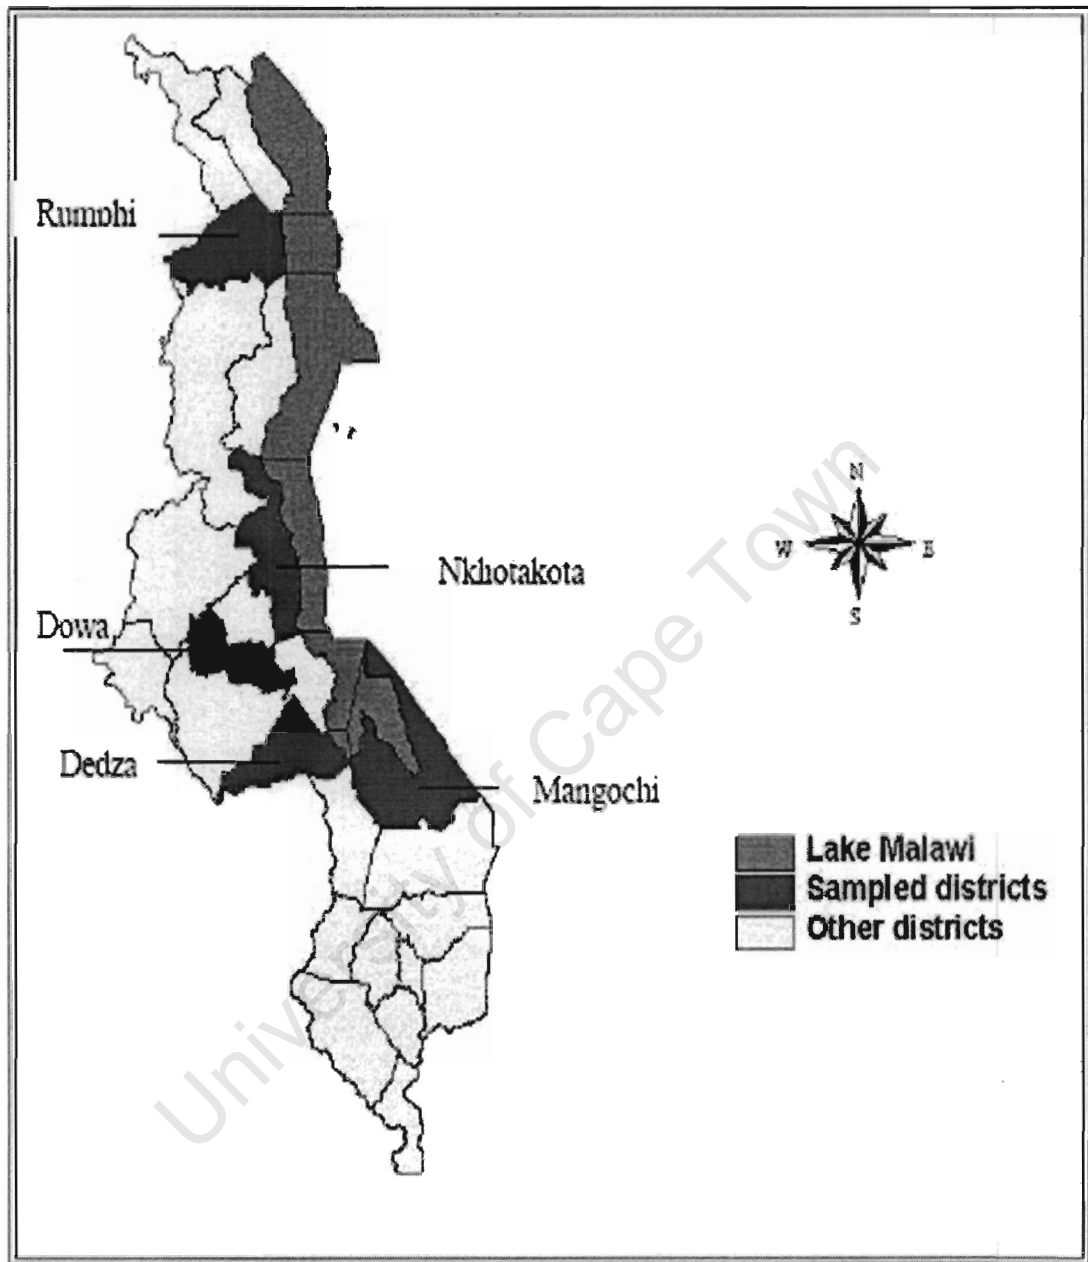 Rumphi
N
W
E
S
Nkhotakota
Dowa
Dedza
Mangochi
Lake Malawi
Sampled districts
Other districts
University of Cape Town